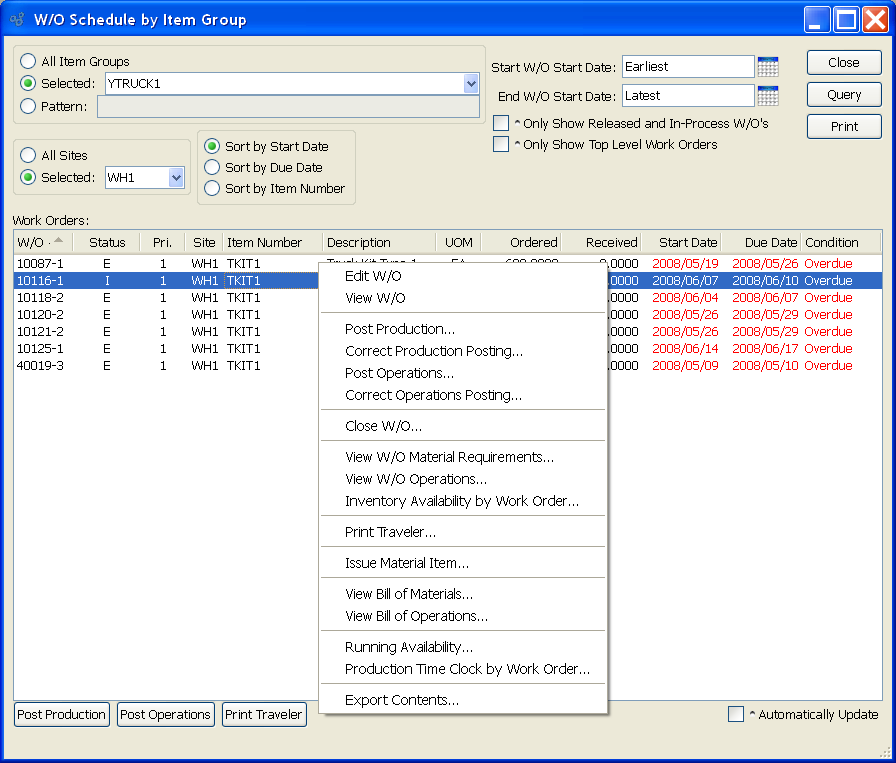 W/O Schedule by Item Group
All Item Groups
Selected: YTRUCK1
Pattern:
Start W/O Start Date: Earliest
End W/O Start Date: Latest
^ Only Show Released and In-Process W/O's
^ Only Show Top Level Work Orders
Close
Query
Print
All Sites
Selected: WH1
Sort by Start Date
Sort by Due Date
Sort by Item Number
Work Orders:
W/O Status Pri. Site Item Number Description UOM Ordered Received Start Date Due Date Condition
10087-1 E 1 WH1 TKIT1 2008/05/19 2008/05/26 Overdue
10116-1 I 1 WH1 TKIT1 .0000 2008/06/07 2008/06/10 Overdue
10118-2 E 1 WH1 TKIT1 .0000 2008/06/04 2008/06/07 Overdue
10120-2 E 1 WH1 TKIT1 .0000 2008/05/26 2008/05/29 Overdue
10121-2 E 1 WH1 TKIT1 .0000 2008/05/26 2008/05/29 Overdue
10125-1 E 1 WH1 TKIT1 .0000 2008/06/14 2008/06/17 Overdue
40019-3 E 1 WH1 TKIT1 .0000 2008/05/09 2008/05/10 Overdue
Edit W/O
View W/O
Post Production...
Correct Production Posting...
Post Operations...
Correct Operations Posting...
Close W/O...
View W/O Material Requirements...
View W/O Operations...
Inventory Availability by Work Order...
Print Traveler...
Issue Material Item...
View Bill of Materials...
View Bill of Operations...
Running Availability...
Production Time Clock by Work Order...
Export Contents...
Post Production
Post Operations
Print Traveler
^ Automatically Update